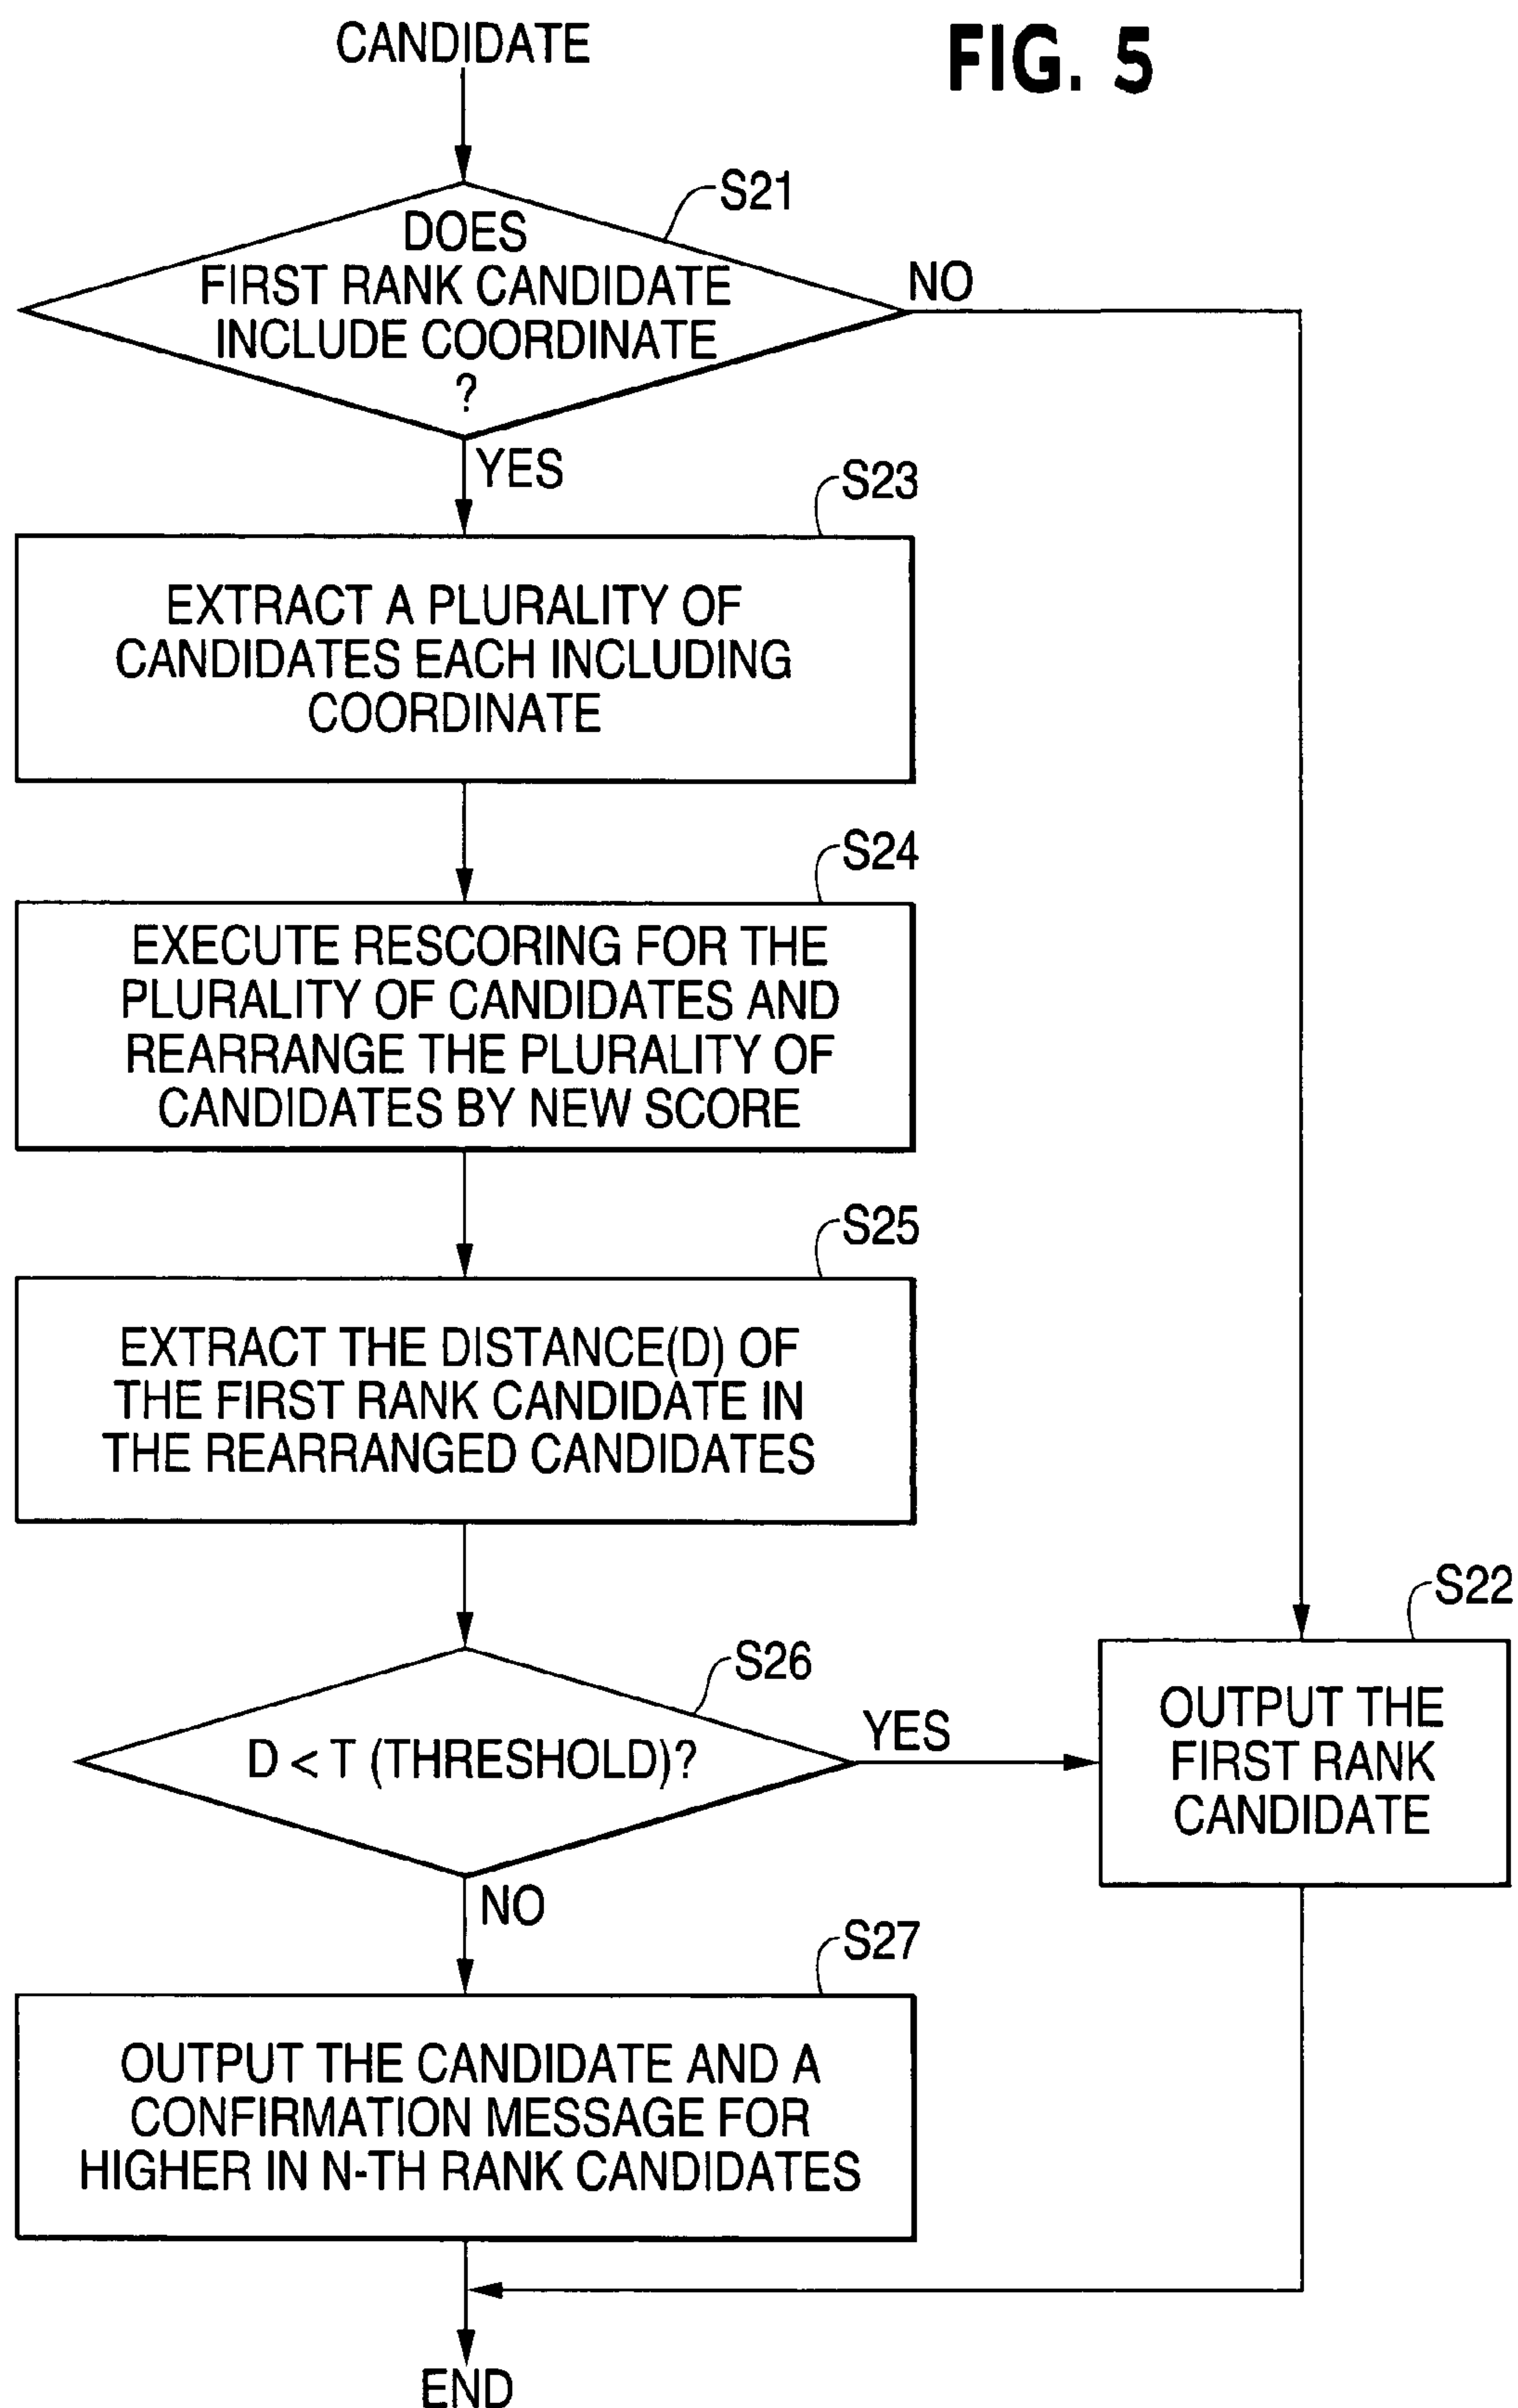 CANDIDATE
FIG. 5
S21
DOES
FIRST RANK CANDIDATE
INCLUDE COORDINATE
?
NO
YES
S23
EXTRACT A PLURALITY OF
CANDIDATES EACH INCLUDING
COORDINATE
S24
EXECUTE RESCORING FOR THE
PLURALITY OF CANDIDATES AND
REARRANGE THE PLURALITY OF
CANDIDATES BY NEW SCORE
S25
EXTRACT THE DISTANCE(D) OF
THE FIRST RANK CANDIDATE IN
THE REARRANGED CANDIDATES
S26
D < T (THRESHOLD)?
YES
S22
OUTPUT THE
FIRST RANK
CANDIDATE
NO
S27
OUTPUT THE CANDIDATE AND A
CONFIRMATION MESSAGE FOR
HIGHER IN N-TH RANK CANDIDATES
END